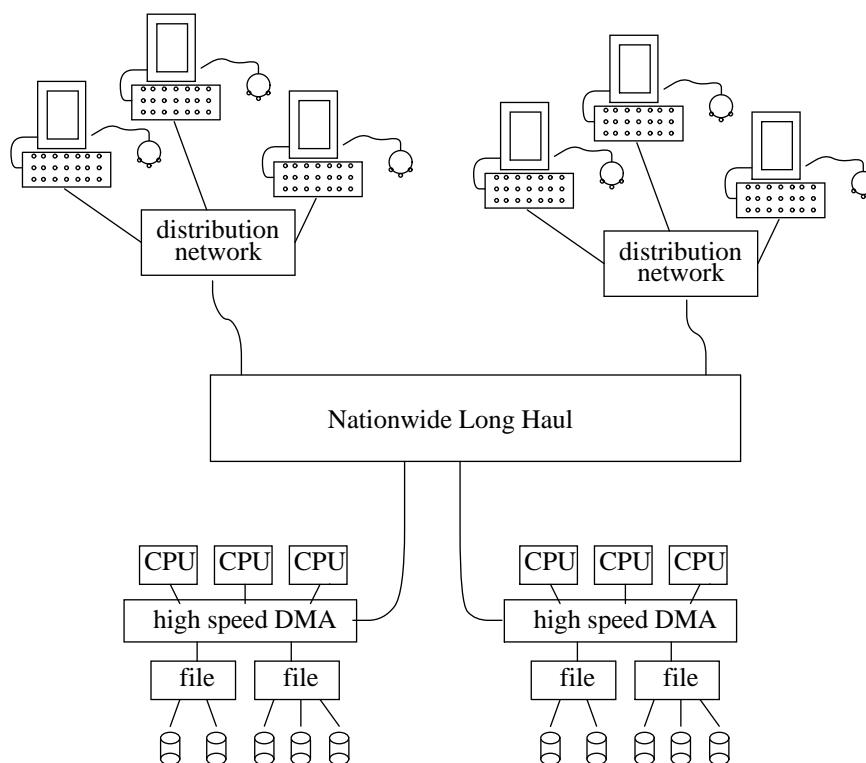 distribution
network
distribution
network
Nationwide Long Haul
CPU
CPU
CPU
CPU
CPU
CPU
high speed DMA
high speed DMA
file
file
file
file